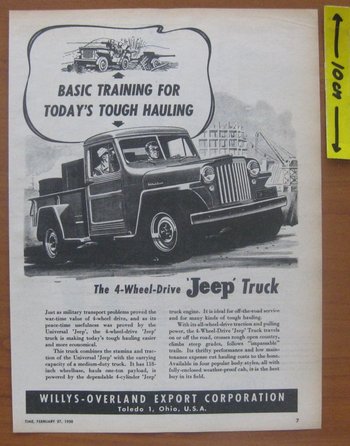 BASIC TRAINING FOR
TODAY'S TOUGH HAULING
10cm
The 4-Wheel-Drive 'Jeep' Truck
Just as military transport problems proved the
war-time value of 4-wheel drive, and as its
peace-time usefulness was proved by the
Universal 'Jeep', the 4-wheel-drive 'Jeep'
truck is making today's tough hauling easier
and more economical.
This truck combines the stamina and trac-
tion of the Universal 'Jeep' with the carrying
capacity of a medium-duty truck. It has 118-
inch wheelbase, hauls one-ton payload, is
powered by the dependable 4-cylinder 'Jeep'
truck engine. It is ideal for off-the-road service
and for many kinds of tough hauling.
With its all-wheel-drive traction and pulling
power, the 4-Wheel-Drive 'Jeep' Truck travels
on or off the road, crosses rough open country,
climbs steep grades, follows "impassable"
trails. Its thrifty performance and low main-
tenance expense cut hauling costs to the bone.
Available in four popular body styles, all with
fully-enclosed weather-proof cab, it is the best
buy in its field.
WILLYS-OVERLAND EXPORT CORPORATION
Toledo 1, Ohio, U.S.A.
TIME, FEBRUARY 27, 1950
7